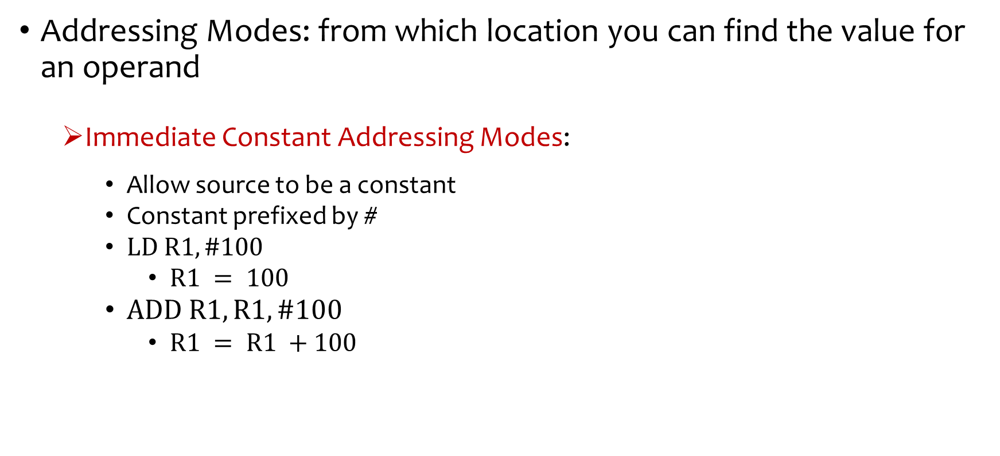 • Addressing Modes: from which location you can find the value for
an operand
➢Immediate Constant Addressing Modes:
• Allow source to be a constant
• Constant prefixed by #
• LD R1, #100
• R1 = 100
• ADD R1, R1, #100
• R1 = R1 + 100